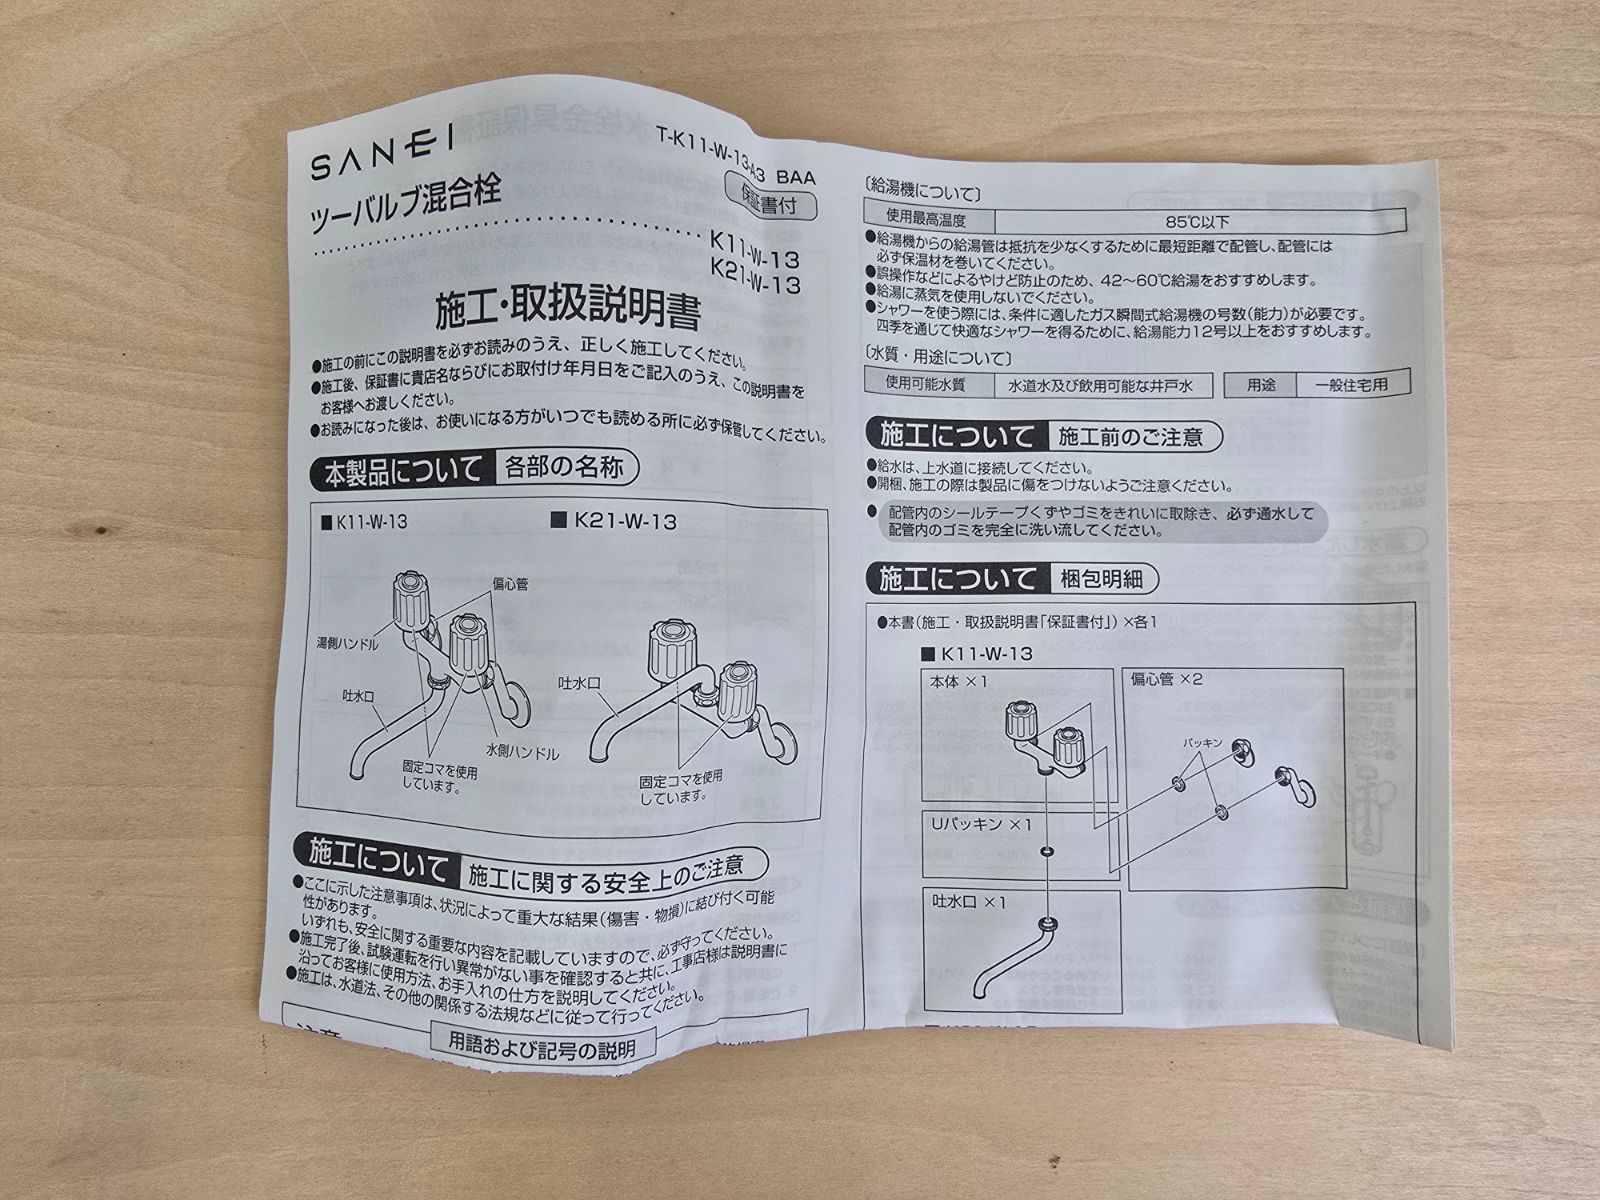 SANEI
T-K11-W-13-A3 BAA
ツーバルブ混合栓
保証書付
K11-W-13
K21-W-13
施工・取扱説明書
●施工の前にこの説明書を必ずお読みのうえ、正しく施工してください。
●施工後、保証書に貴店名ならびにお取付け年月日をご記入のうえ、この説明書を
お客様へお渡しください。
●お読みになった後は、お使いになる方がいつでも読める所に必ず保管してください。
本製品について 各部の名称
■K11-W-13
■K21-W-13
偏心管
湯側ハンドル
吐水口
水側ハンドル
固定コマを使用
しています。
吐水口
固定コマを使用
しています。
施工について 施工に関する安全上のご注意
●ここに示した注意事項は、状況によって重大な結果(傷害・物損)に結び付く可能
性があります。
いずれも、安全に関する重要な内容を記載していますので、必ず守ってください。
●施工完了後、試験運転を行い異常がない事を確認すると共に、工事店様は説明書に
沿ってお客様に使用方法、お手入れの仕方を説明してください。
●施工は、水道法、その他の関係する法規などに従って行ってください。
用語および記号の説明
〔給湯機について〕
使用最高温度 85℃以下
●給湯機からの給湯管は抵抗を少なくするために最短距離で配管し、配管には
必ず保温材を巻いてください。
●誤操作などによるやけど防止のため、42〜60℃給湯をおすすめします。
●給湯に蒸気を使用しないでください。
●シャワーを使う際には、条件に適したガス瞬間式給湯機の号数(能力)が必要です。
四季を通じて快適なシャワーを得るために、給湯能力12号以上をおすすめします。
〔水質・用途について〕
使用可能水質 水道水及び飲用可能な井戸水 用途 一般住宅用
施工について 施工前のご注意
●給水は、上水道に接続してください。
●開梱、施工の際は製品に傷をつけないようご注意ください。
● 配管内のシールテープくずやゴミをきれいに取除き、必ず通水して
配管内のゴミを完全に洗い流してください。
施工について 梱包明細
●本書(施工・取扱説明書「保証書付」)×各1
■K11-W-13
本体 ×1
偏心管 ×2
パッキン
Uパッキン ×1
吐水口 ×1